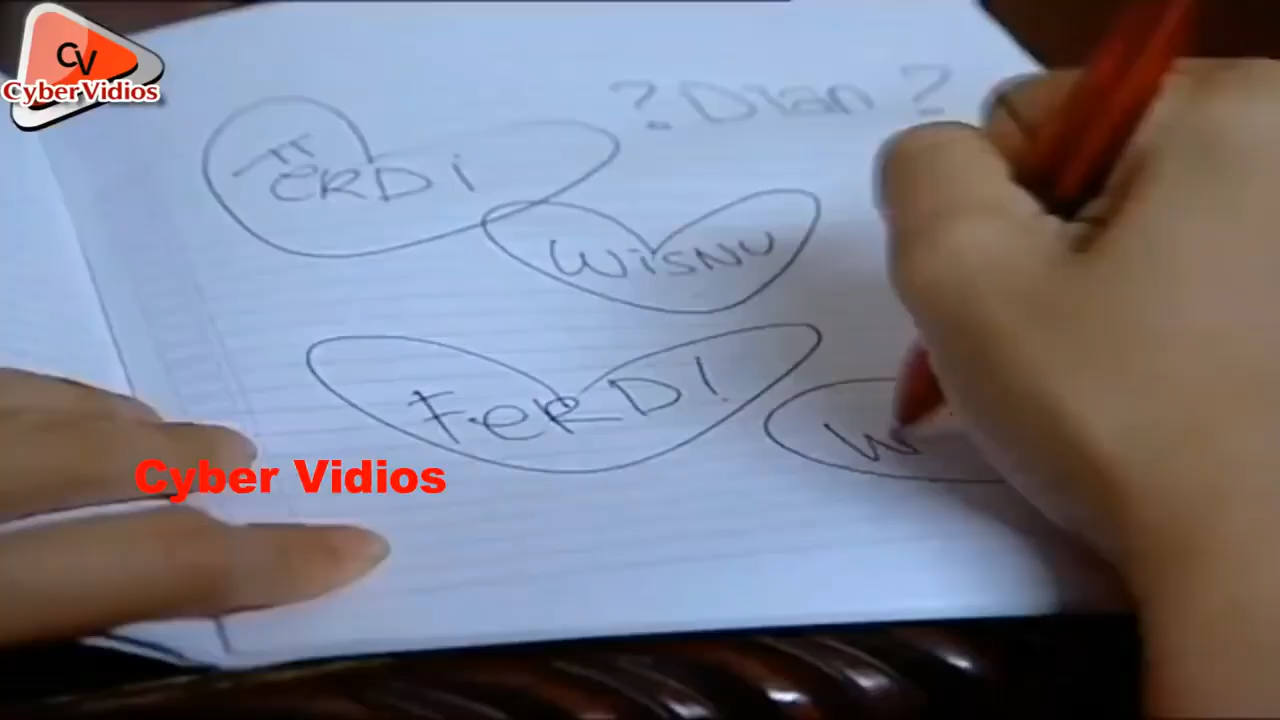 CV
Cyber Vidios
? Dian ?
FERDI
WISNU
FERDI
W
Cyber Vidios